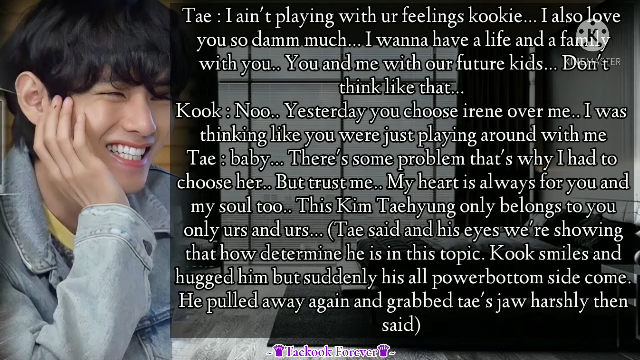 Tae : I ain't playing with ur feelings kookie... I also love
you so damm much... I wanna have a life and a family
with you.. You and me with our future kids... Don't
think like that...
Kook : Noo.. Yesterday you choose irene over me.. I was
thinking like you were just playing around with me
Tae : baby... There's some problem that's why I had to
choose her.. But trust me.. My heart is always for you and
my soul too.. This Kim Taehyung only belongs to you
only urs and urs... (Tae said and his eyes we're showing
that how determine he is in this topic. Kook smiles and
hugged him but suddenly his all powerbottom side come.
He pulled away again and grabbed tae's jaw harshly then
said)
~♛Taekook Forever♛~